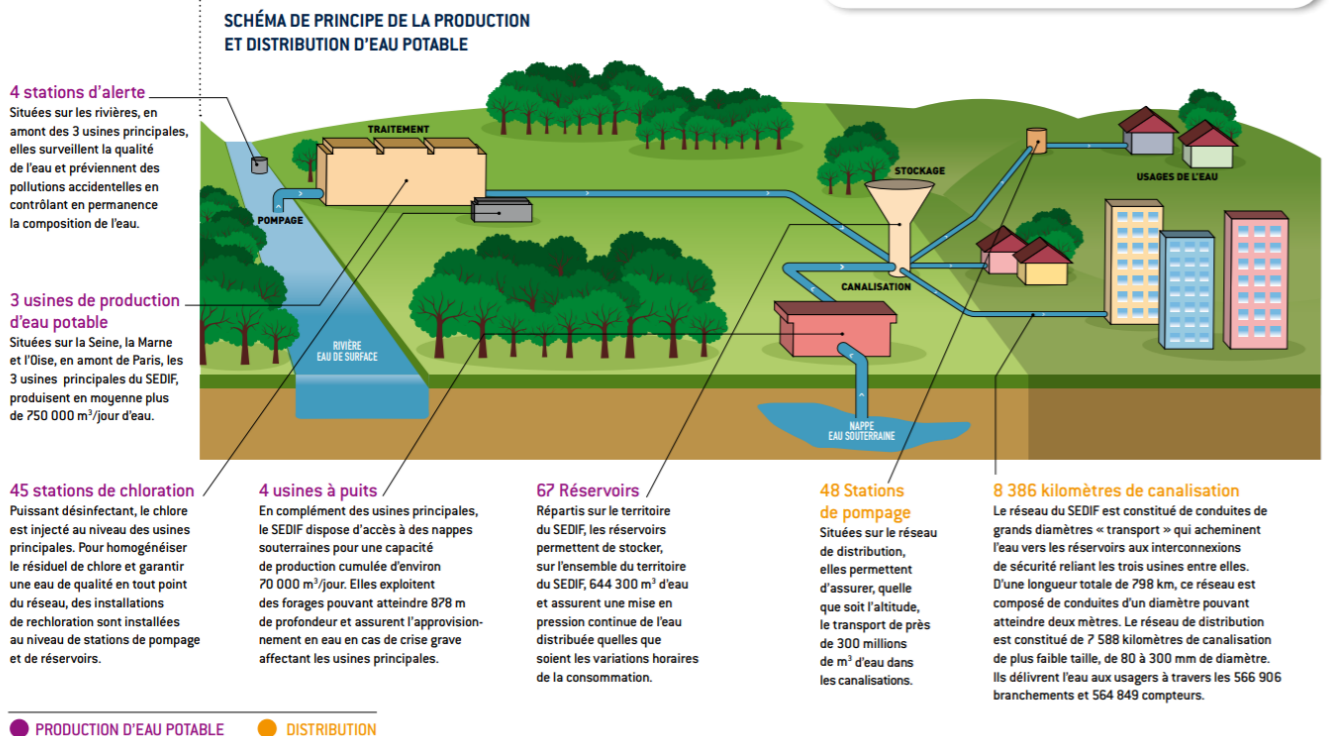 SCHÉMA DE PRINCIPE DE LA PRODUCTION
ET DISTRIBUTION D'EAU POTABLE
4 stations d'alerte
Situées sur les rivières, en
amont des 3 usines principales,
elles surveillent la qualité
de l'eau et préviennent des
pollutions accidentelles en
contrôlant en permanence
la composition de l'eau.
3 usines de production
d'eau potable
Situées sur la Seine, la Marne
et l'Oise, en amont de Paris, les
3 usines principales du SEDIF,
produisent en moyenne plus
de 750 000 m³/jour d'eau.
TRAITEMENT
POMPAGE
STOCKAGE
USAGES DE L'EAU
CANALISATION
RIVIÈRE
EAU DE SURFACE
NAPPE
EAU SOUTERRAINE
45 stations de chloration
Puissant désinfectant, le chlore
est injecté au niveau des usines
principales. Pour homogénéiser
le résiduel de chlore et garantir
une eau de qualité en tout point
du réseau, des installations
de rechloration sont installées
au niveau de stations de pompage
et de réservoirs.
4 usines à puits
En complément des usines principales,
le SEDIF dispose d'accès à des nappes
souterraines pour une capacité
de production cumulée d'environ
70 000 m³/jour. Elles exploitent
des forages pouvant atteindre 878 m
de profondeur et assurent l'approvision-
nement en eau en cas de crise grave
affectant les usines principales.
67 Réservoirs
Répartis sur le territoire
du SEDIF, les réservoirs
permettent de stocker,
sur l'ensemble du territoire
du SEDIF, 644 300 m³ d'eau
et assurent une mise en
pression continue de l'eau
distribuée quelles que
soient les variations horaires
de la consommation.
48 Stations
de pompage
Situées sur le réseau
de distribution,
elles permettent
d'assurer, quelle
que soit l'altitude,
le transport de près
de 300 millions
de m³ d'eau dans
les canalisations.
8 386 kilomètres de canalisation
Le réseau du SEDIF est constitué de conduites de
grands diamètres « transport » qui acheminent
l'eau vers les réservoirs aux interconnexions
de sécurité reliant les trois usines entre elles.
D'une longueur totale de 798 km, ce réseau est
composé de conduites d'un diamètre pouvant
atteindre deux mètres. Le réseau de distribution
est constitué de 7 588 kilomètres de canalisation
de plus faible taille, de 80 à 300 mm de diamètre.
Ils délivrent l'eau aux usagers à travers les 566 906
branchements et 564 849 compteurs.
PRODUCTION D'EAU POTABLE
DISTRIBUTION